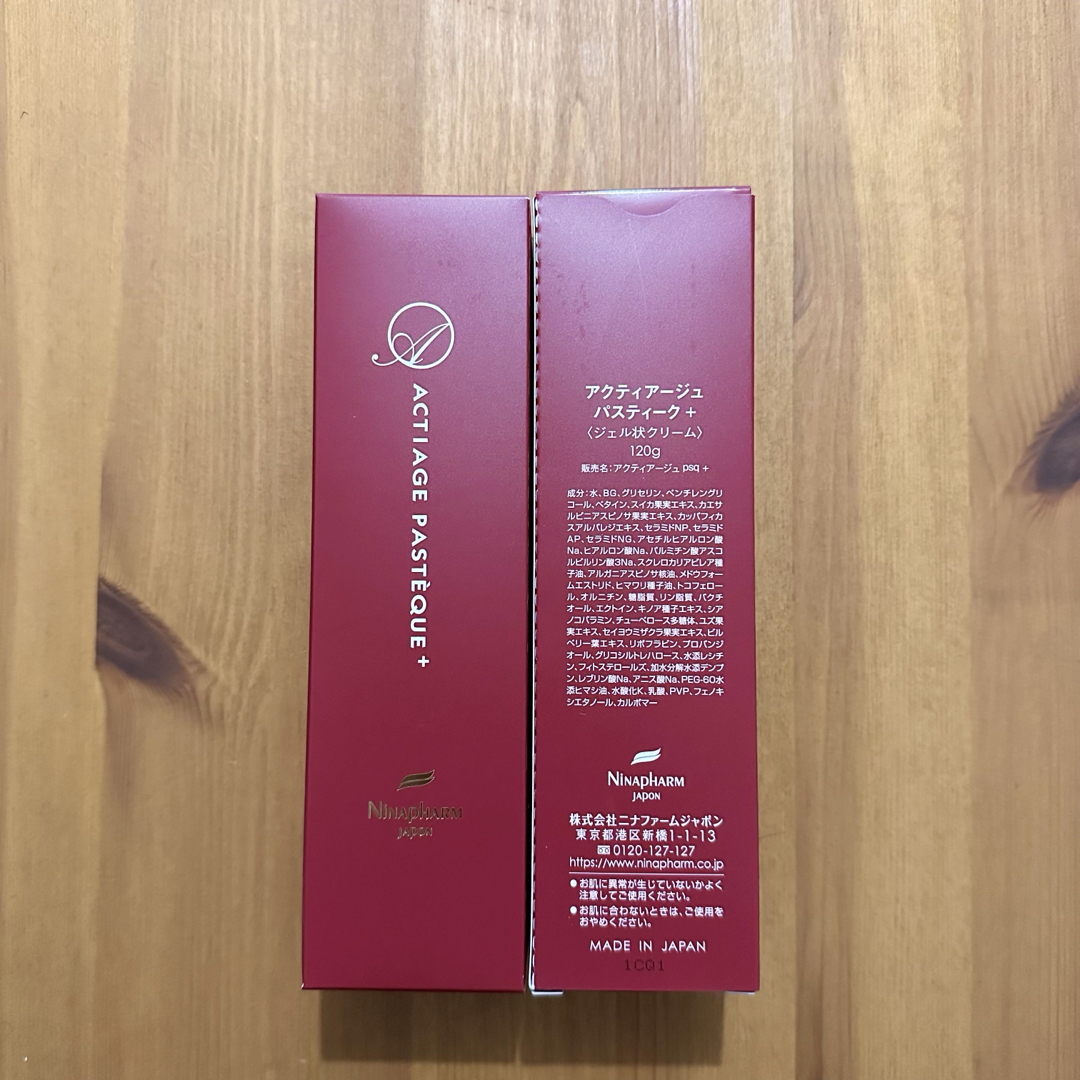 A
ACTIAGE PASTÈQUE+
NINAPHARM
JAPON
アクティアージュ
パスティーク+
〈ジェル状クリーム〉
120g
販売名:アクティアージュ psq +
成分:水、BG、グリセリン、ペンチレングリ
コール、ベタイン、スイカ果実エキス、カエサ
ルピニアスピノサ果実エキス、カッパフィカ
スアルバレジエキス、セラミドNP、セラミド
AP、セラミドNG、アセチルヒアルロン酸
Na、ヒアルロン酸Na、パルミチン酸アスコ
ルビルリン酸3Na、スクレロカリアビレア種
子油、アルガニアスピノサ核油、メドウフォー
ムエストリド、ヒマワリ種子油、トコフェロー
ル、オルニチン、糖脂質、リン脂質、バクチ
オール、エクトイン、キノア種子エキス、シア
ノコバラミン、チューベロース多糖体、ユズ果
実エキス、セイヨウミザクラ果実エキス、ビル
ベリー葉エキス、リボフラビン、プロパンジ
オール、グリコシルトレハロース、水添レシチ
ン、フィトステロールズ、加水分解水添デンプ
ン、レブリン酸Na、アニス酸Na、PEG-60水
添ヒマシ油、水酸化K、乳酸、PVP、フェノキ
シエタノール、カルボマー
NINAPHARM
JAPON
株式会社ニナファームジャポン
東京都港区新橋1-1-13
0120-127-127
https://www.ninapharm.co.jp
●お肌に異常が生じていないかよく
注意してご使用ください。
●お肌に合わないときは、ご使用を
おやめください。
MADE IN JAPAN
1CQ1